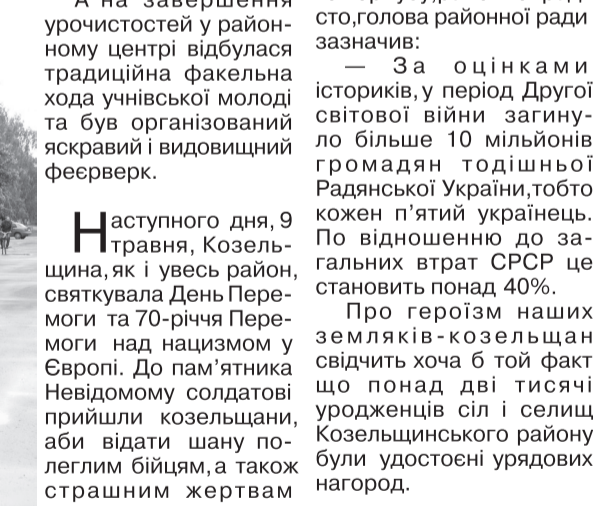 А на завершення
урочистостей у район-
ному центрі відбулася
традиційна факельна
хода учнівської молоді
та був організований
яскравий і видовищний
феєрверк.
Наступного дня, 9
травня, Козель-
щина, як і увесь район,
святкувала День Пере-
моги та 70-річчя Пере-
моги над нацизмом у
Європі. До пам’ятника
Невідомому солдатові
прийшли козельщани,
аби відати шану по-
леглим бійцям, а також
страшним жертвам
сто,голова районної ради
зазначив:
— За оцінками
істориків, у період Другої
світової війни загину-
ло більше 10 мільйонів
громадян тодішньої
Радянської України,тобто
кожен п’ятий українець.
По відношенню до за-
гальних втрат СРСР це
становить понад 40%.
Про героїзм наших
земляків-козельщан
свідчить хоча б той факт
що понад дві тисячі
уродженців сіл і селищ
Козельщинського району
були удостоєні урядових
нагород.